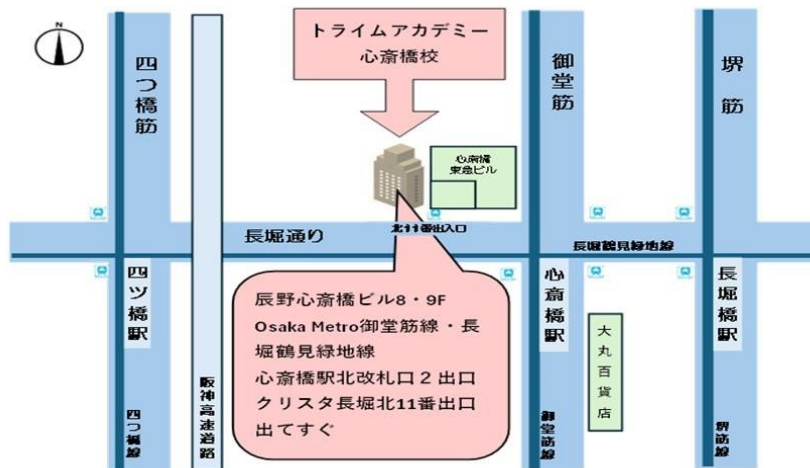 N
トライムアカデミー
心斎橋校
四つ橋筋
御堂筋
堺筋
心斎橋
東急ビル
北11番出入口
長堀通り
長堀鶴見緑地線
四ツ橋駅
心斎橋駅
長堀橋駅
辰野心斎橋ビル8・9F
Osaka Metro御堂筋線・長
堀鶴見緑地線
心斎橋駅北改札口２出口
クリスタ長堀北11番出口
出てすぐ
大丸百貨店
四つ橋線
阪神高速道路
御堂筋線
堺筋線